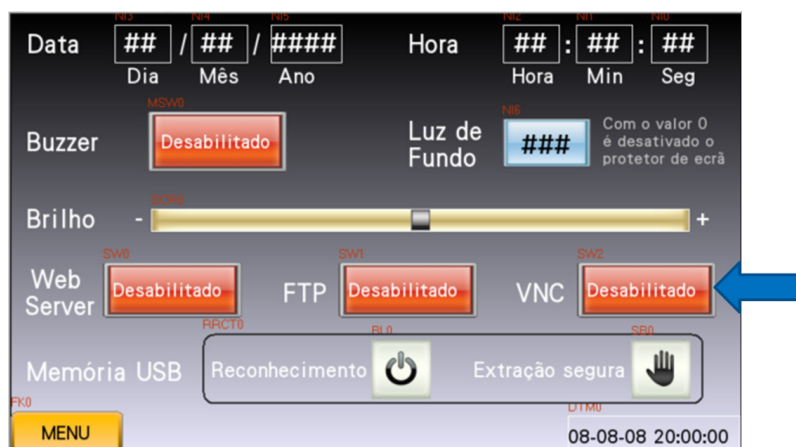 NI3 NI4 NI5 NI2 NI1 NI0
Data ## / ## / #### Hora ## : ## : ##
Dia Mês Ano Hora Min Seg
MSW0
Buzzer Desabilitado
NI6
Luz de
Fundo ###
Com o valor 0
é desativado o
protetor de ecrã
Brilho - +
SW0 SW1 SW2
Web
Server Desabilitado FTP Desabilitado VNC Desabilitado
RRCT0 BL0 SB0
Memória USB Reconhecimento Extração segura
FK0 DTM0
MENU 08-08-08 20:00:00